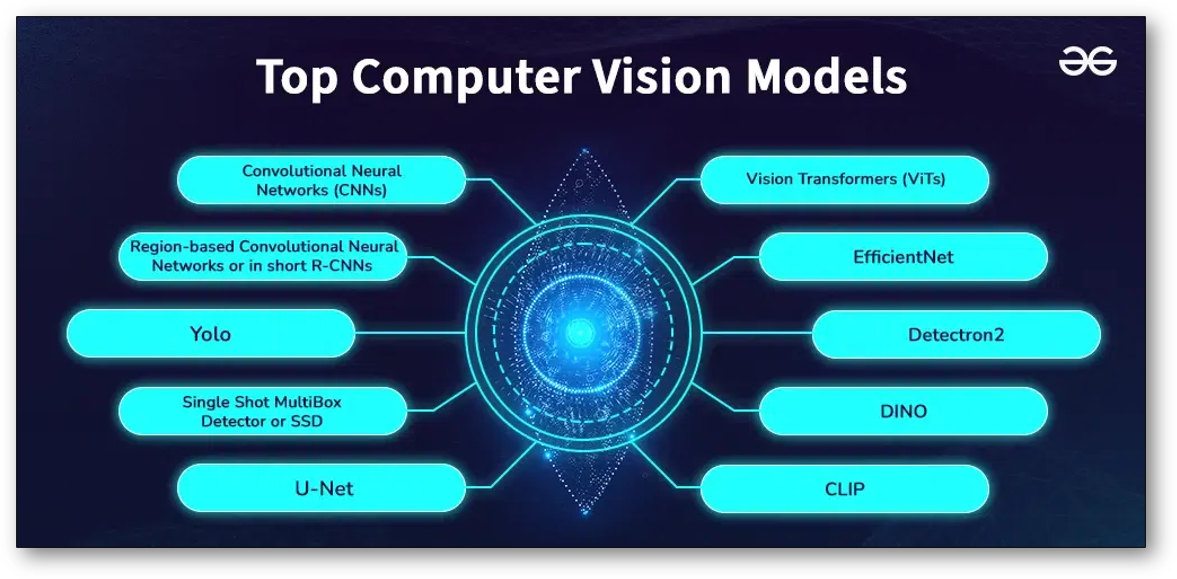 Top Computer Vision Models
Convolutional Neural
Networks (CNNs)
Region-based Convolutional Neural
Networks or in short R-CNNs
Yolo
Single Shot MultiBox
Detector or SSD
U-Net
Vision Transformers (ViTs)
EfficientNet
Detectron2
DINO
CLIP